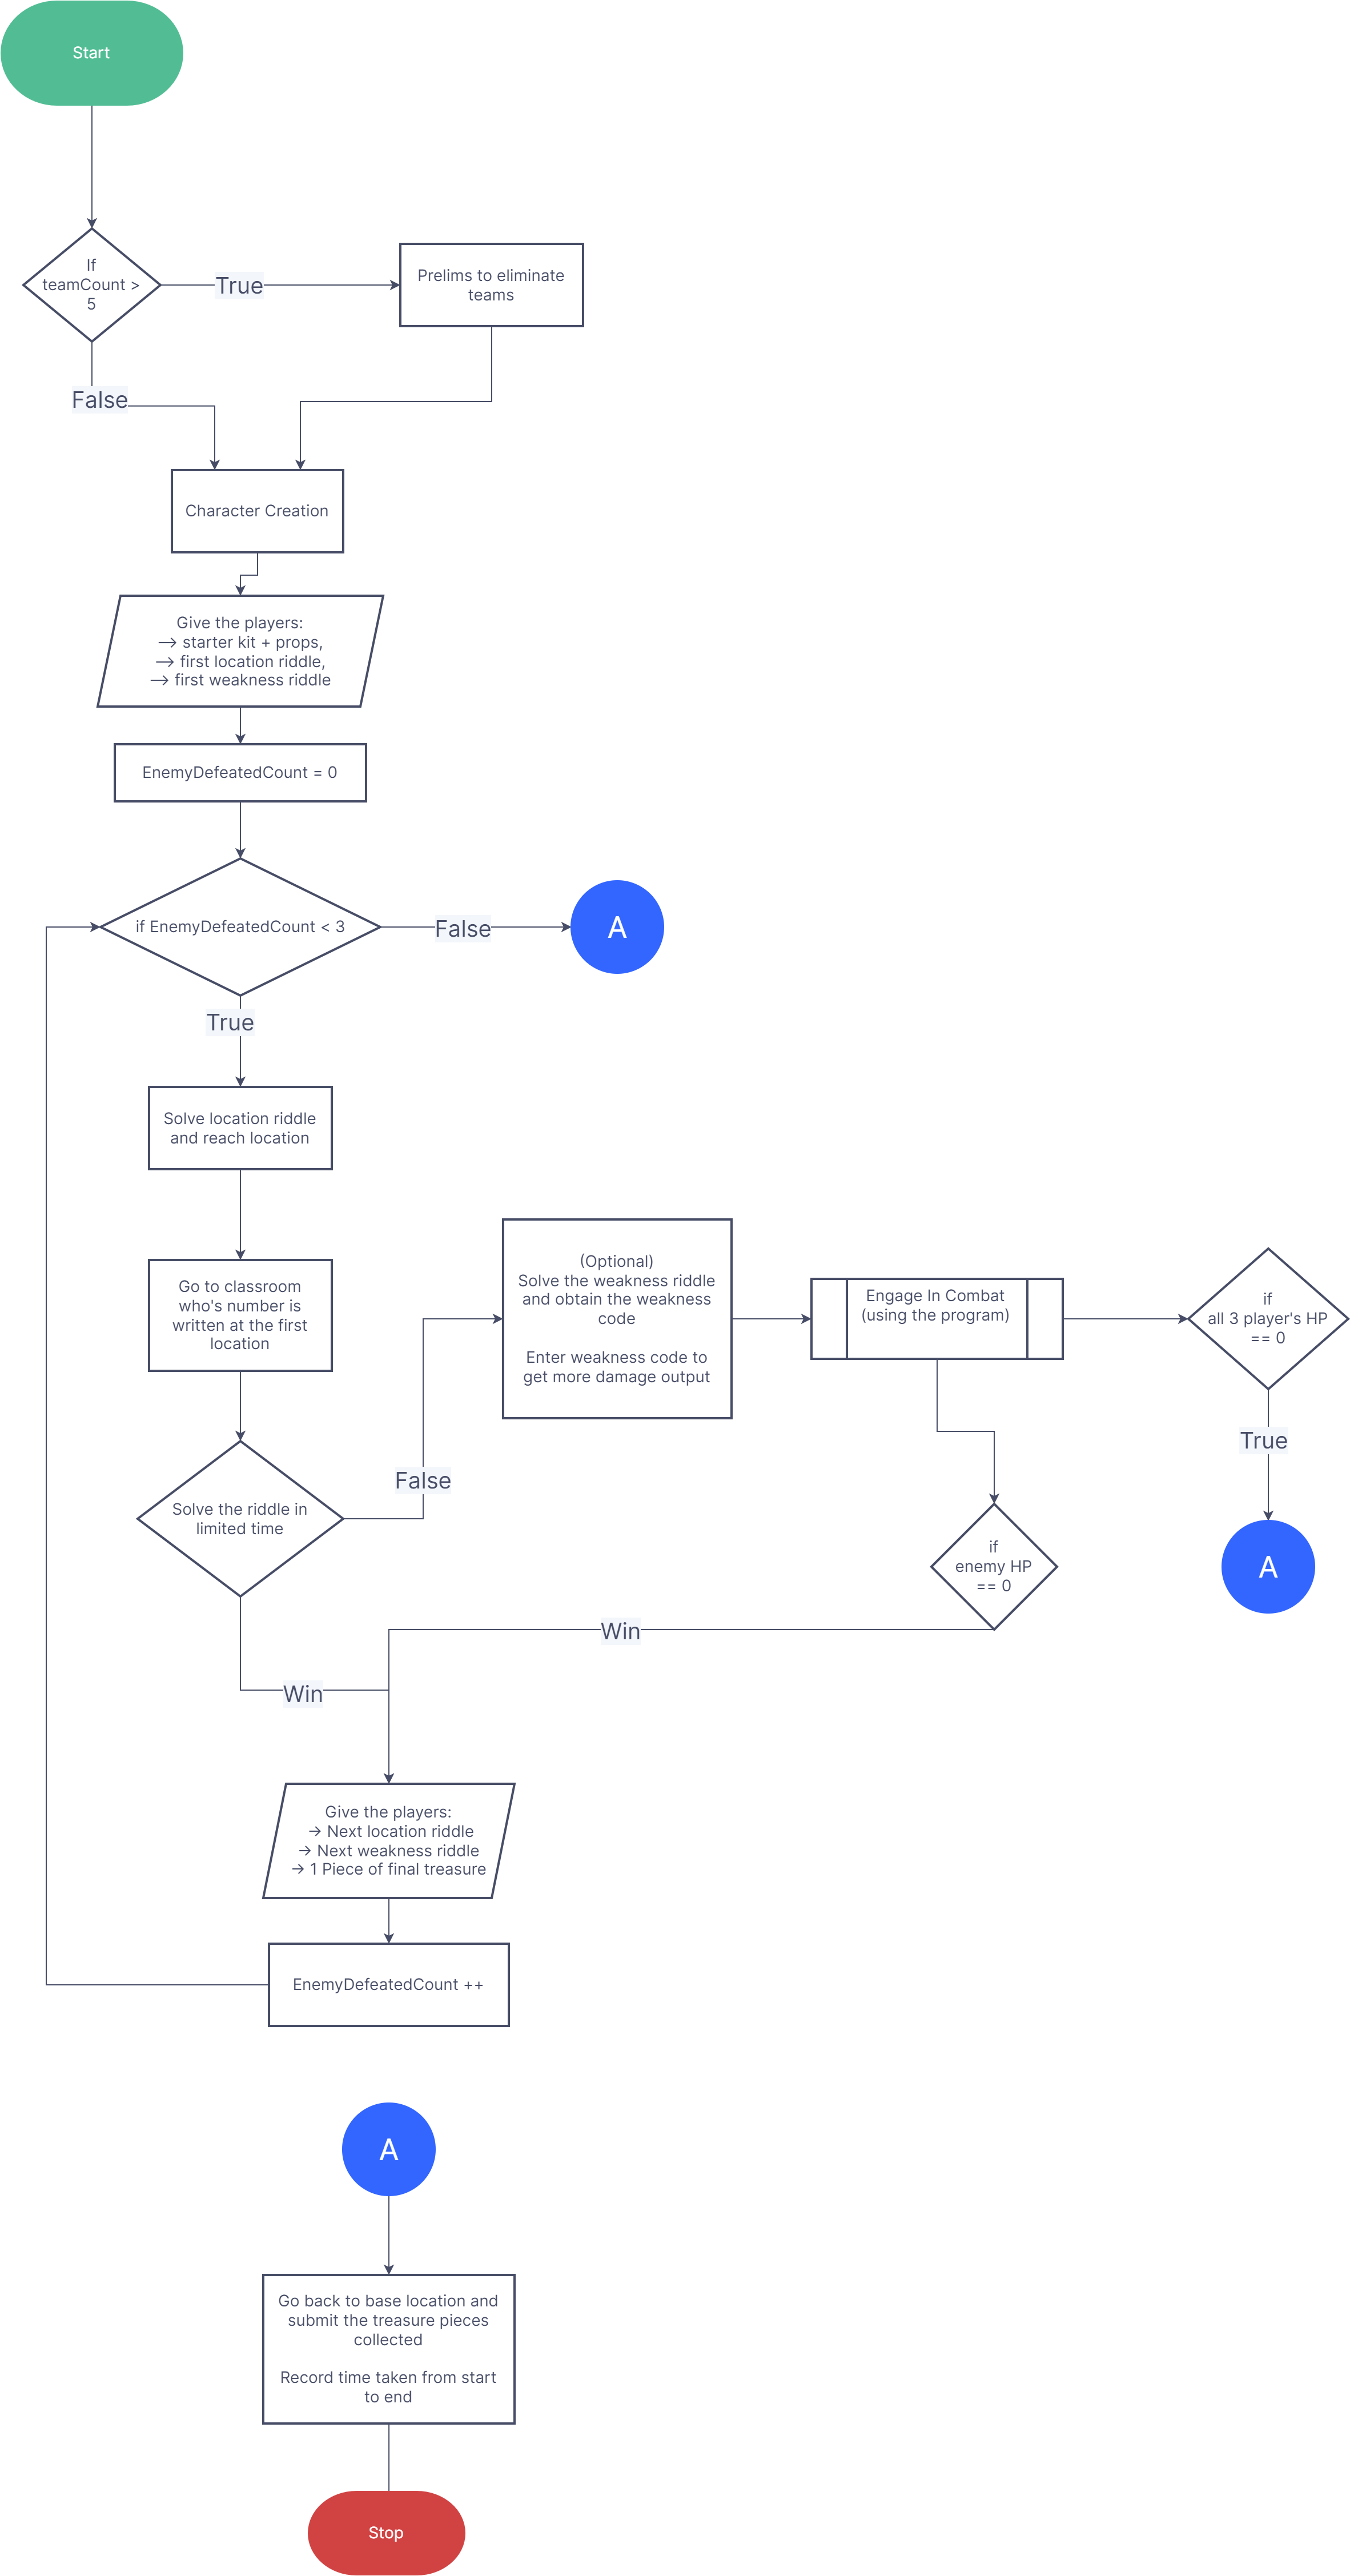 Start
If
teamCount >
5
True
Prelims to eliminate
teams
False
Character Creation
Give the players:
—> starter kit + props,
—> first location riddle,
—> first weakness riddle
EnemyDefeatedCount = 0
if EnemyDefeatedCount < 3
False
A
True
Solve location riddle
and reach location
Go to classroom
who's number is
written at the first
location
(Optional)
Solve the weakness riddle
and obtain the weakness
code
Enter weakness code to
get more damage output
Engage In Combat
(using the program)
if
all 3 player's HP
== 0
True
False
Solve the riddle in
limited time
if
enemy HP
== 0
A
Win
Win
Give the players:
→ Next location riddle
→ Next weakness riddle
→ 1 Piece of final treasure
EnemyDefeatedCount ++
A
Go back to base location and
submit the treasure pieces
collected
Record time taken from start
to end
Stop